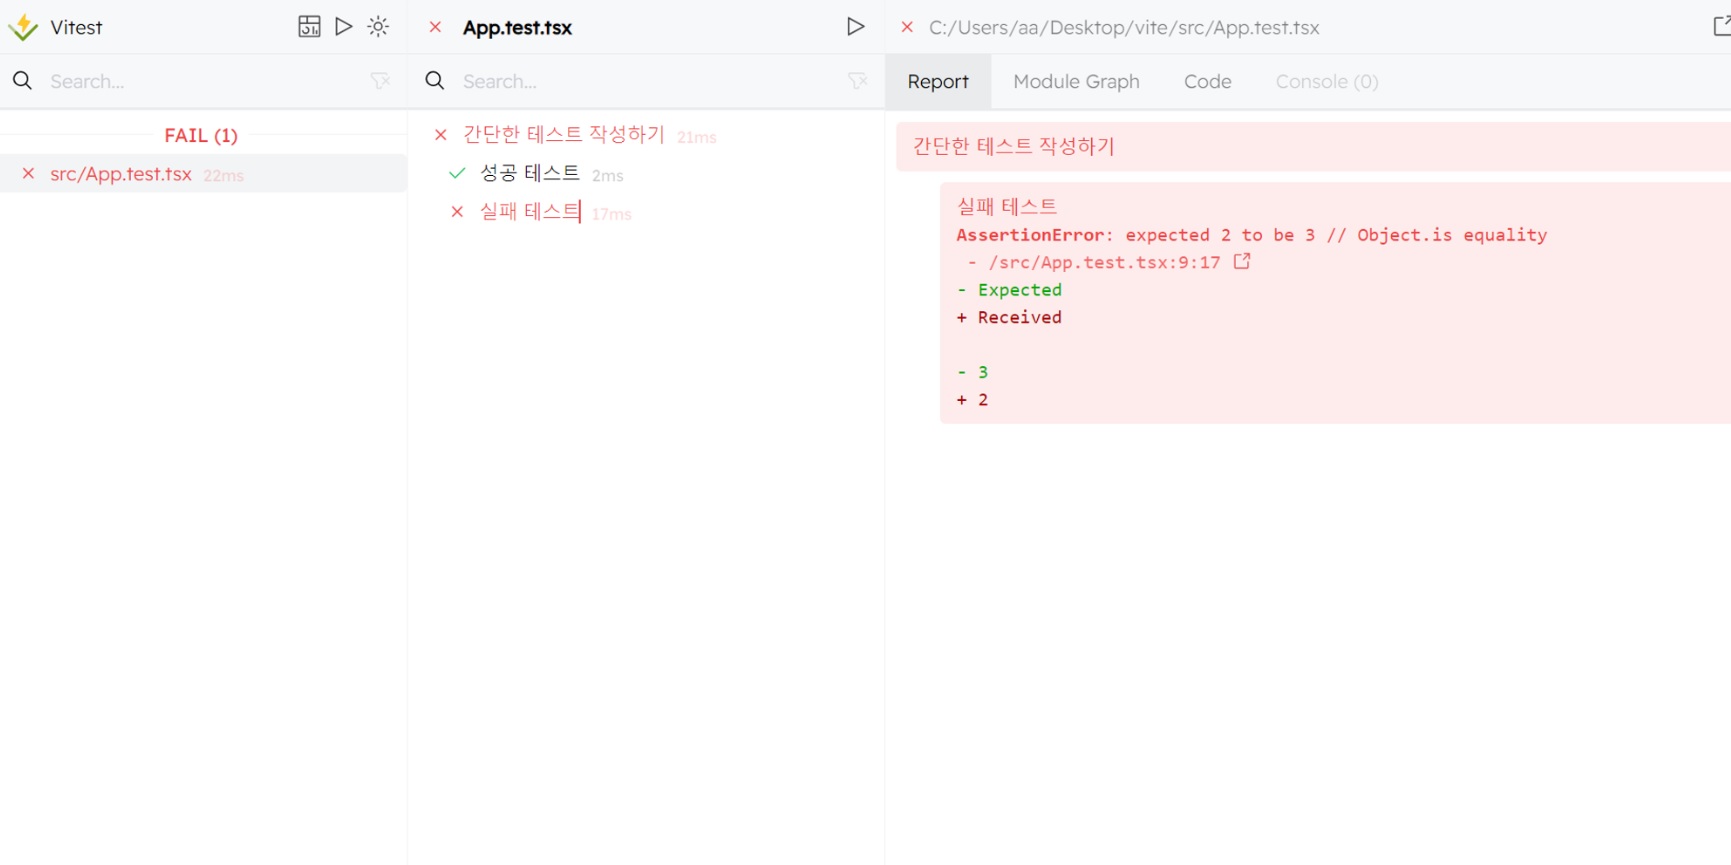 Vitest
Search...
FAIL (1)
src/App.test.tsx 22ms
App.test.tsx
Search...
간단한 테스트 작성하기 21ms
성공 테스트 2ms
실패 테스트 17ms
C:/Users/aa/Desktop/vite/src/App.test.tsx
Report Module Graph Code Console (0)
간단한 테스트 작성하기
실패 테스트
AssertionError: expected 2 to be 3 // Object.is equality
- /src/App.test.tsx:9:17
- Expected
+ Received
- 3
+ 2